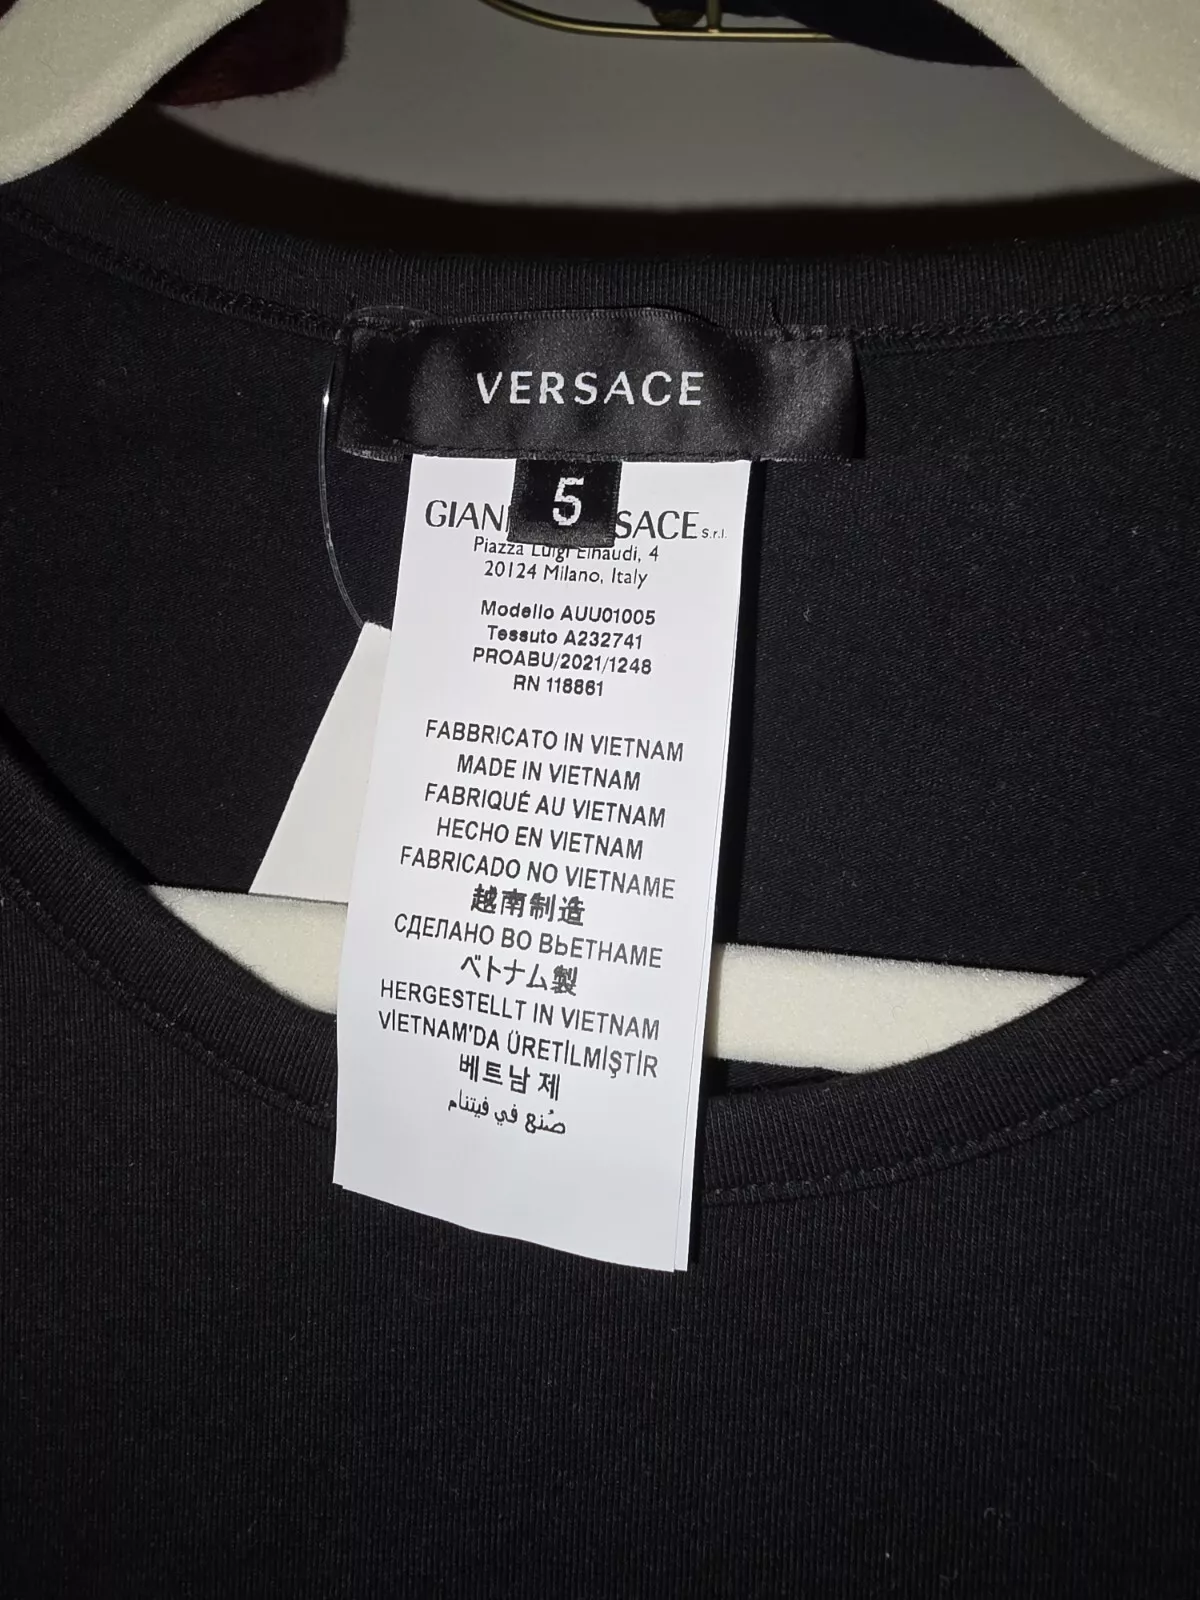 VERSACE
5
GIAN SACE S.r.l.
Piazza Luigi Einaudi, 4
20124 Milano, Italy
Modello AUU01005
Tessuto A232741
PROABU/2021/1248
RN 118861
FABBRICATO IN VIETNAM
MADE IN VIETNAM
FABRIQUÉ AU VIETNAM
HECHO EN VIETNAM
FABRICADO NO VIETNAME
越南制造
СДЕЛАНО ВО ВЬЕТНАМЕ
ベトナム製
HERGESTELLT IN VIETNAM
VİETNAM'DA ÜRETİLMİŞTİR
베트남 제
صُنع في فيتنام